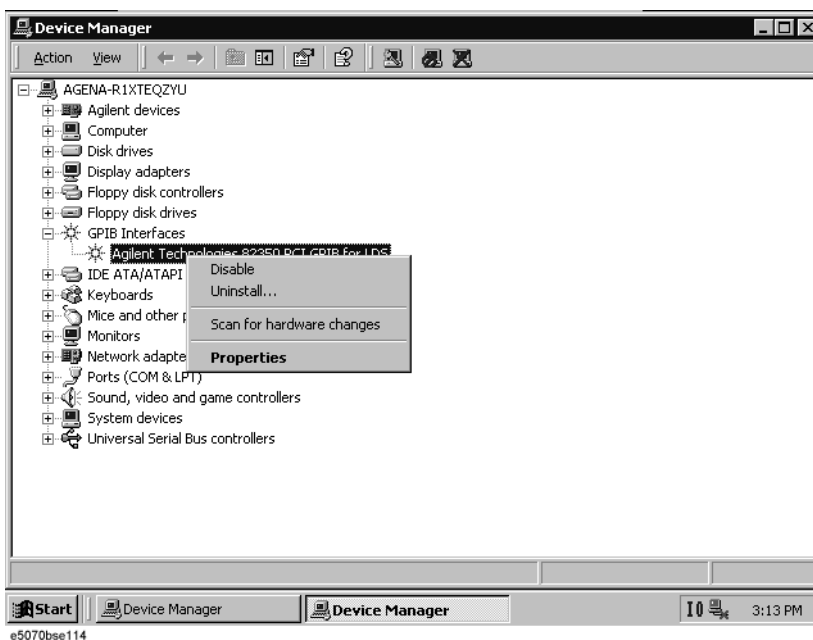 Device Manager
Action View
AGENA-R1XTEQZYU
Agilent devices
Computer
Disk drives
Display adapters
Floppy disk controllers
Floppy disk drives
GPIB Interfaces
Agilent Technologies 82350 PCI GPIB for LDS
Disable
IDE ATA/ATAPI
Uninstall...
Keyboards
Mice and other
Scan for hardware changes
Monitors
Network adapte
Properties
Ports (COM & LPT)
Sound, video and game controllers
System devices
Universal Serial Bus controllers
Start Device Manager Device Manager IO 3:13 PM
e5070bse114